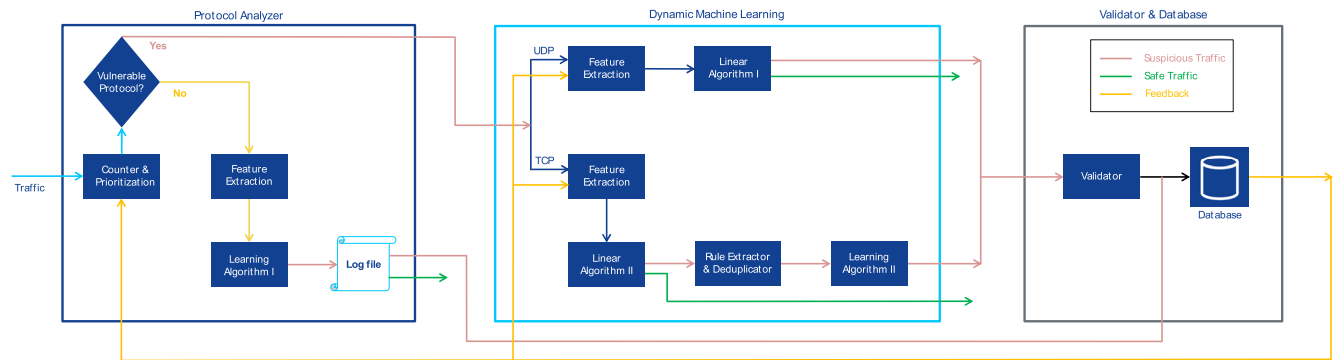 Protocol Analyzer
Dynamic Machine Learning
Validator & Database
Yes
Vulnerable
Protocol?
No
Counter &
Prioritization
Traffic
Feature
Extraction
Learning
Algorithm I
Log file
UDP
Feature
Extraction
Linear
Algorithm I
TCP
Feature
Extraction
Linear
Algorithm II
Rule Extractor
& Deduplicator
Learning
Algorithm II
Suspicious Traffic
Safe Traffic
Feedback
Validator
Database